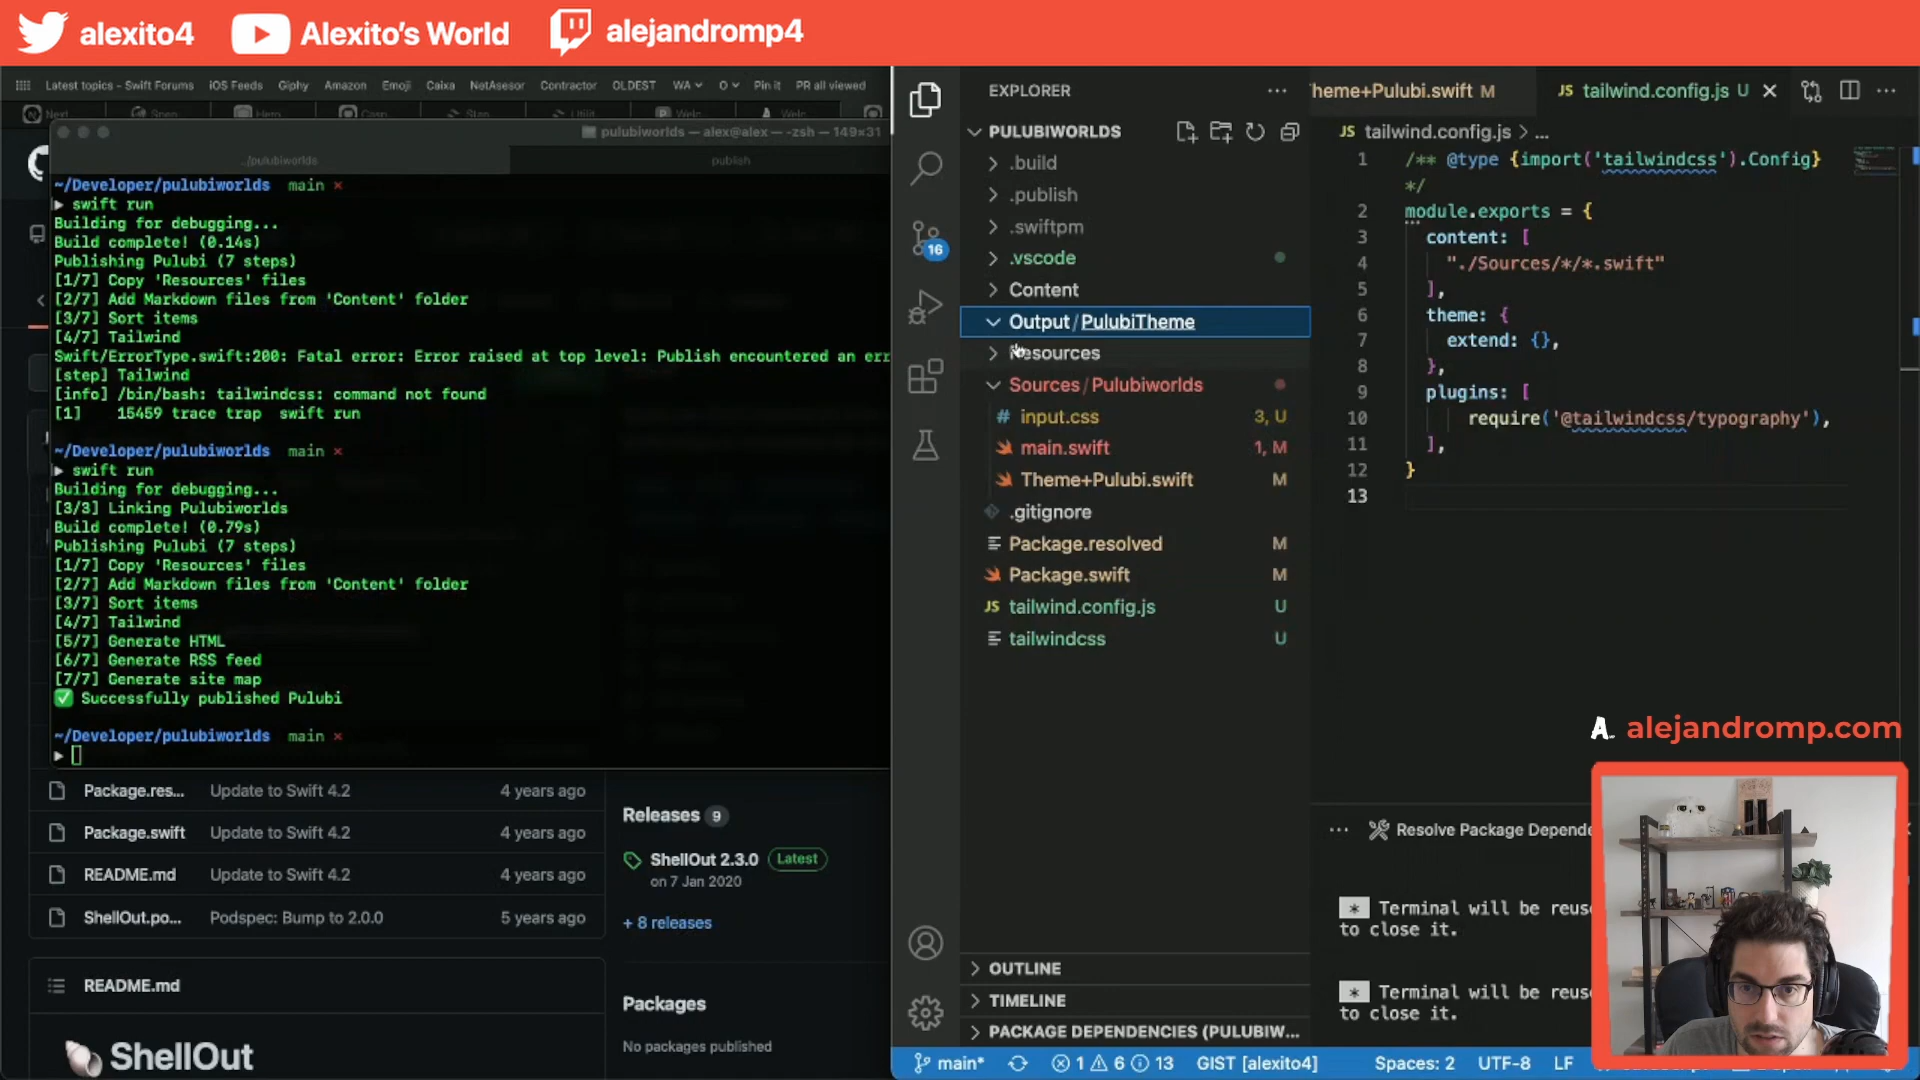 alexito4
Alexito's World
alejandromp4
Latest topics - Swift Forums
iOS Feeds
Giphy
Amazon
Emoji
Caixa
NetAsesor
Contractor
OLDEST
WA
O
Pin it
PR all viewed
pulubiworlds — alex@alex — -zsh — 149×31
../pulubiworlds
publish
~/Developer/pulubiworlds main ×
swift run
Building for debugging...
Build complete! (0.14s)
Publishing Pulubi (7 steps)
[1/7] Copy 'Resources' files
[2/7] Add Markdown files from 'Content' folder
[3/7] Sort items
[4/7] Tailwind
Swift/ErrorType.swift:200: Fatal error: Error raised at top level: Publish encountered an err
[step] Tailwind
[info] /bin/bash: tailwindcss: command not found
[1] 15459 trace trap swift run
~/Developer/pulubiworlds main ×
swift run
Building for debugging...
[3/3] Linking Pulubiworlds
Build complete! (0.79s)
Publishing Pulubi (7 steps)
[1/7] Copy 'Resources' files
[2/7] Add Markdown files from 'Content' folder
[3/7] Sort items
[4/7] Tailwind
[5/7] Generate HTML
[6/7] Generate RSS feed
[7/7] Generate site map
✅ Successfully published Pulubi
~/Developer/pulubiworlds main ×
Package.res... Update to Swift 4.2 4 years ago
Package.swift Update to Swift 4.2 4 years ago
README.md Update to Swift 4.2 4 years ago
ShellOut.po... Podspec: Bump to 2.0.0 5 years ago
README.md
ShellOut
Releases 9
ShellOut 2.3.0 Latest
on 7 Jan 2020
+ 8 releases
Packages
No packages published
EXPLORER
PULUBIWORLDS
.build
.publish
.swiftpm
.vscode
Content
Output / PulubiTheme
Resources
Sources / Pulubiworlds
# input.css 3, U
main.swift 1, M
Theme+Pulubi.swift M
.gitignore
Package.resolved M
Package.swift M
JS tailwind.config.js U
tailwindcss U
16
OUTLINE
TIMELINE
PACKAGE DEPENDENCIES (PULUBIW...
heme+Pulubi.swift M
JS tailwind.config.js U
JS tailwind.config.js > ...
1 /** @type {import('tailwindcss').Config}
*/
2 module.exports = {
3 content: [
4 "./Sources/*/*.swift"
5 ],
6 theme: {
7 extend: {},
8 },
9 plugins: [
10 require('@tailwindcss/typography'),
11 ],
12 }
13
A. alejandromp.com
Resolve Package Depende
* Terminal will be reuse
to close it.
* Terminal will be reuse
to close it.
main*
1 6 13
GIST [alexito4]
Spaces: 2
UTF-8
LF